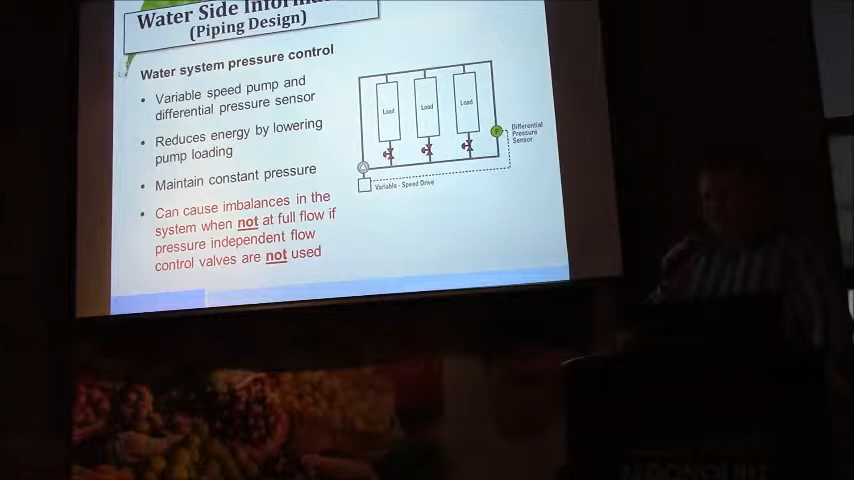 Water Side
(Piping Design)
Water system pressure control
• Variable speed pump and
differential pressure sensor
• Reduces energy by lowering
pump loading
• Maintain constant pressure
• Can cause imbalances in the
system when not at full flow if
pressure independent flow
control valves are not used
Load
Load
Load
P
Differential
Pressure
Sensor
Variable - Speed Drive